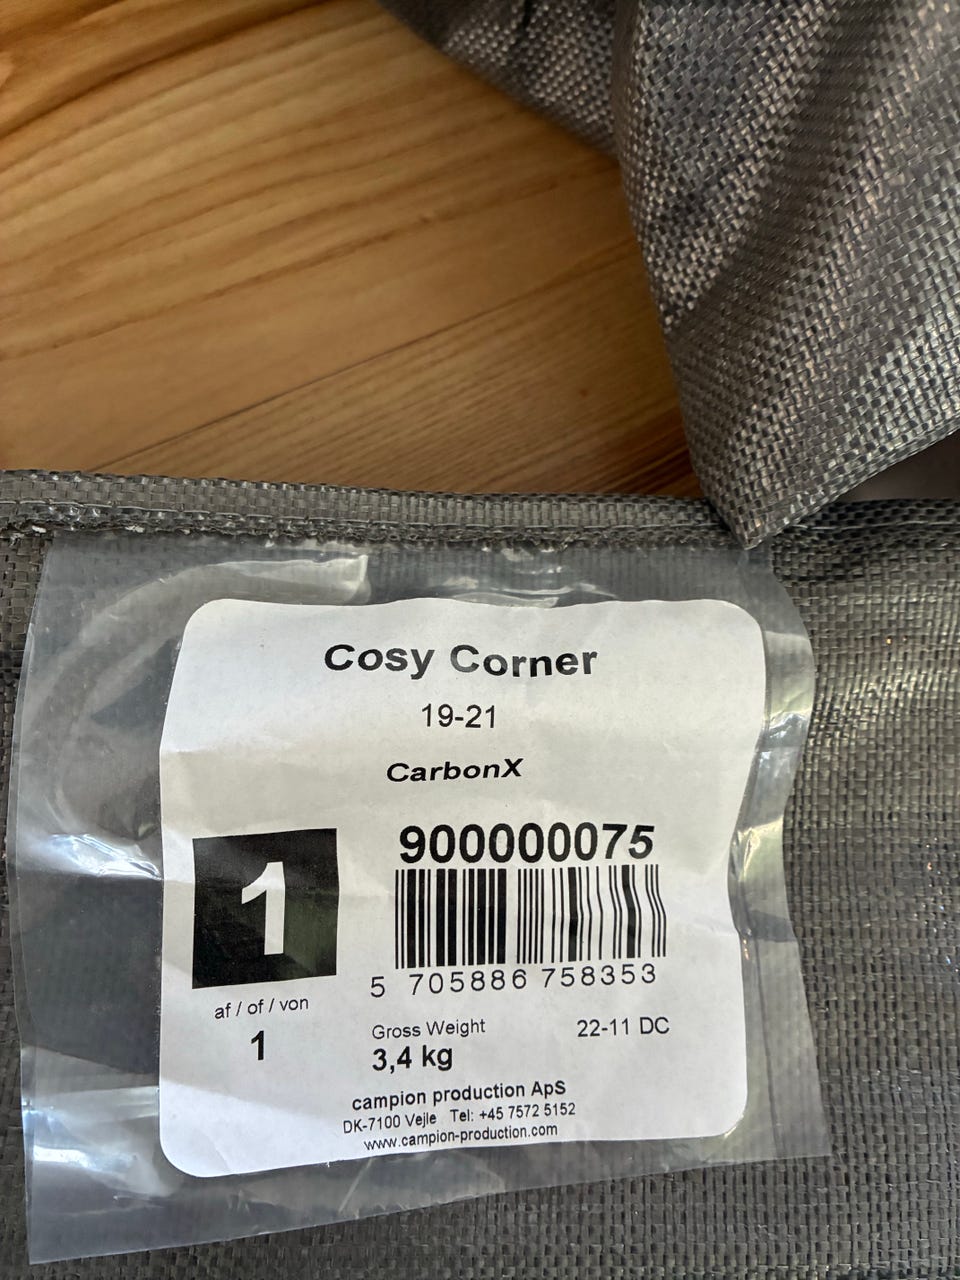 Cosy Corner
19-21
CarbonX
1
af / of / von
1
900000075
5 705886 758353
Gross Weight
22-11 DC
3,4 kg
campion production ApS
DK-7100 Vejle Tel: +45 7572 5152
www.campion-production.com